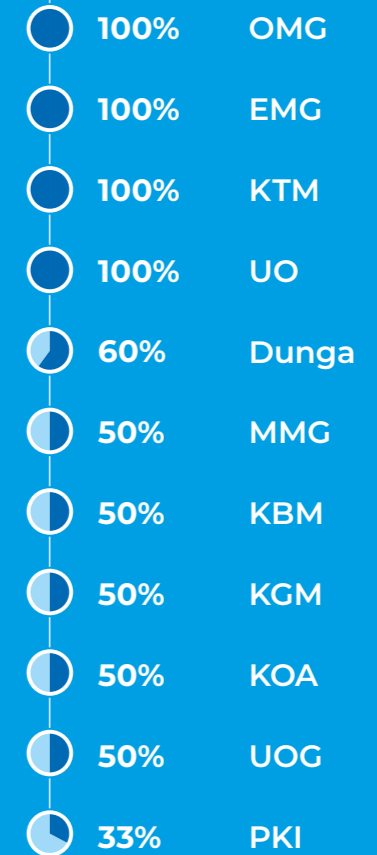 100% OMG
100% EMG
100% KTM
100% UO
60% Dunga
50% MMG
50% KBM
50% KGM
50% KOA
50% UOG
33% PKI